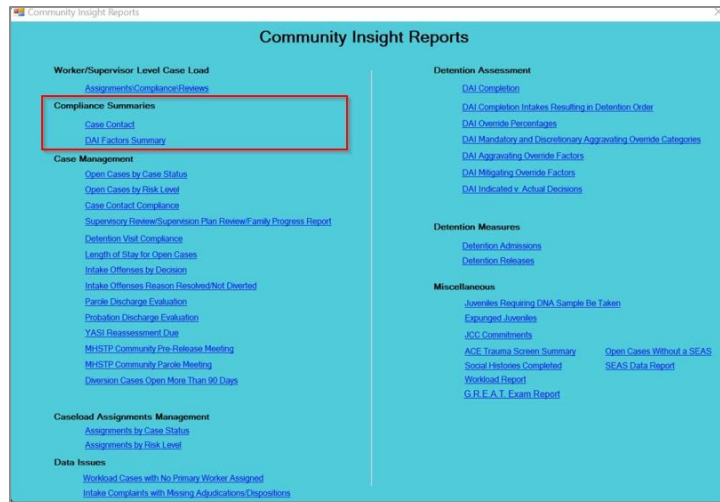 Community Insight Reports
Community Insight Reports
Worker/Supervisor Level Case Load
Assignments\Compliance\Reviews
Compliance Summaries
Case Contact
DAI Factors Summary
Case Management
Open Cases by Case Status
Open Cases by Risk Level
Case Contact Compliance
Supervisory Review/Supervision Plan Review/Family Progress Report
Detention Visit Compliance
Length of Stay for Open Cases
Intake Offenses by Decision
Intake Offenses Reason Resolved/Not Diverted
Parole Discharge Evaluation
Probation Discharge Evaluation
YASI Reassessment Due
MHSTP Community Pre-Release Meeting
MHSTP Community Parole Meeting
Diversion Cases Open More Than 90 Days
Caseload Assignments Management
Assignments by Case Status
Assignments by Risk Level
Data Issues
Workload Cases with No Primary Worker Assigned
Intake Complaints with Missing Adjudications/Dispositions
Detention Assessment
DAI Completion
DAI Completion Intakes Resulting in Detention Order
DAI Override Percentages
DAI Mandatory and Discretionary Aggravating Override Categories
DAI Aggravating Override Factors
DAI Mitigating Override Factors
DAI Indicated v. Actual Decisions
Detention Measures
Detention Admissions
Detention Releases
Miscellaneous
Juveniles Requiring DNA Sample Be Taken
Expunged Juveniles
JCC Commitments
ACE Trauma Screen Summary
Open Cases Without a SEAS
Social Histories Completed
SEAS Data Report
Workload Report
G.R.E.A.T. Exam Report